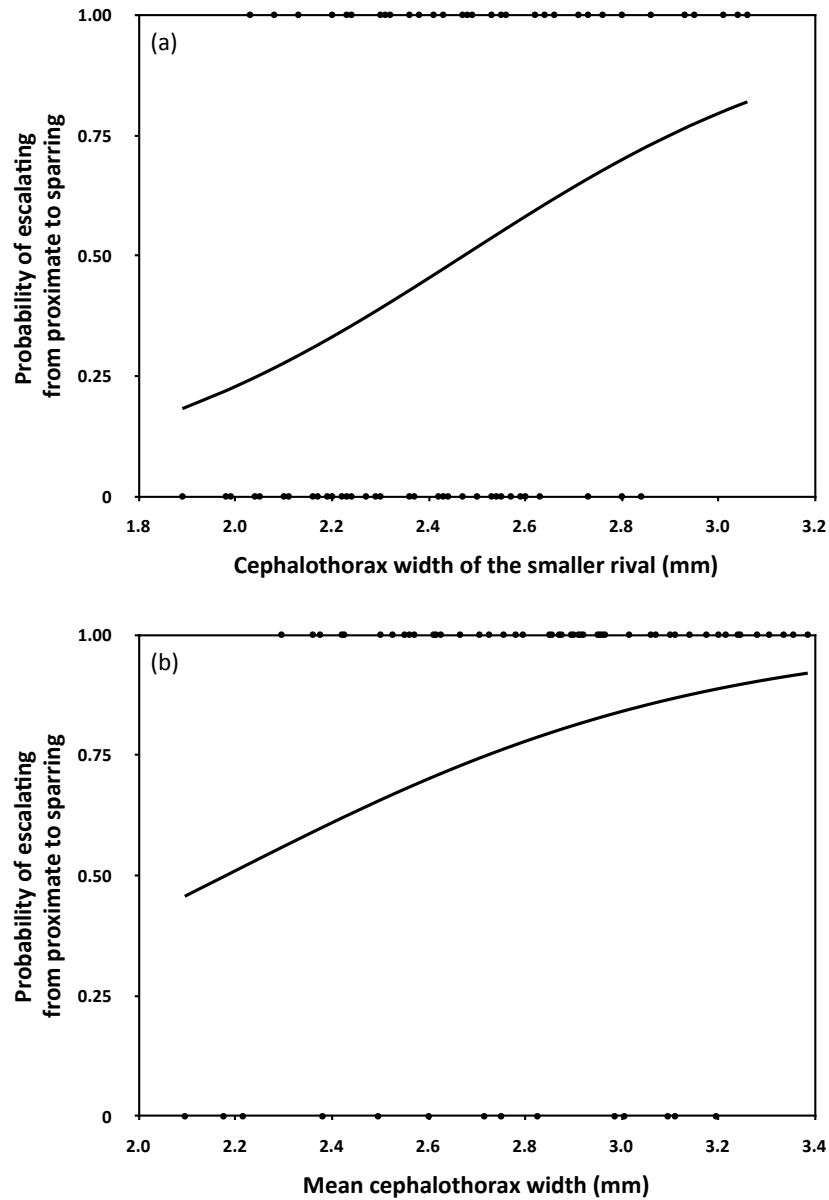 1.00
(a)
0.75
0.50
0.25
0
Probability of escalating
from proximate to sparring
1.8 2.0 2.2 2.4 2.6 2.8 3.0 3.2
Cephalothorax width of the smaller rival (mm)
1.00
(b)
0.75
0.50
0.25
0
Probability of escalating
from proximate to sparring
2.0 2.2 2.4 2.6 2.8 3.0 3.2 3.4
Mean cephalothorax width (mm)